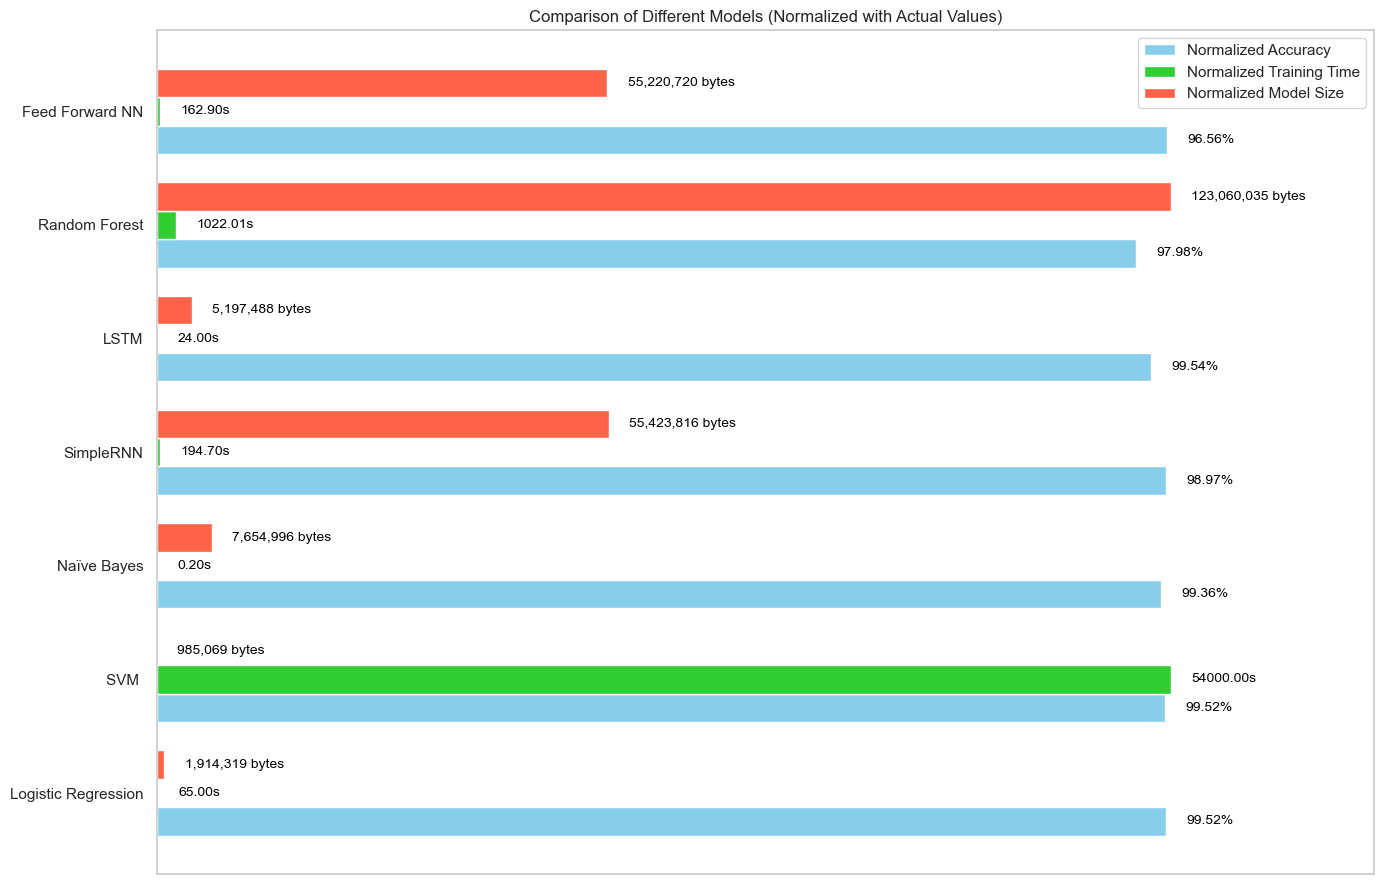 Comparison of Different Models (Normalized with Actual Values)
Normalized Accuracy
Normalized Training Time
Normalized Model Size
Feed Forward NN
55,220,720 bytes
162.90s
96.56%
Random Forest
123,060,035 bytes
1022.01s
97.98%
LSTM
5,197,488 bytes
24.00s
99.54%
SimpleRNN
55,423,816 bytes
194.70s
98.97%
Naïve Bayes
7,654,996 bytes
0.20s
99.36%
SVM
985,069 bytes
54000.00s
99.52%
Logistic Regression
1,914,319 bytes
65.00s
99.52%